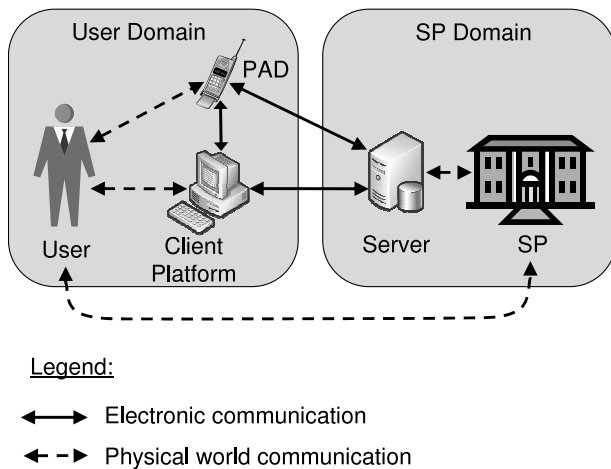 User Domain
SP Domain
PAD
User
Client
Platform
Server
SP
Legend:
Electronic communication
Physical world communication